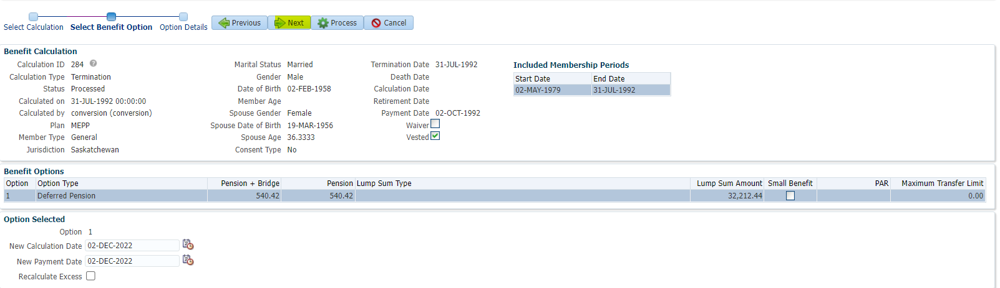 Select Calculation Select Benefit Option Option Details Previous Next Process Cancel
Benefit Calculation
Calculation ID 284 Marital Status Married Termination Date 31-JUL-1992 Included Membership Periods
Calculation Type Termination Gender Male Death Date Start Date End Date
Status Processed Date of Birth 02-FEB-1958 Calculation Date 02-MAY-1979 31-JUL-1992
Calculated on 31-JUL-1992 00:00:00 Member Age Retirement Date
Calculated by conversion (conversion) Spouse Gender Female Payment Date 02-OCT-1992
Plan MEPP Spouse Date of Birth 19-MAR-1956 Waiver
Member Type General Spouse Age 36.3333 Vested
Jurisdiction Saskatchewan Consent Type No
Benefit Options
Option Option Type Pension + Bridge Pension Lump Sum Type Lump Sum Amount Small Benefit PAR Maximum Transfer Limit
1 Deferred Pension 540.42 540.42 32,212.44 0.00
Option Selected
Option 1
New Calculation Date 02-DEC-2022
New Payment Date 02-DEC-2022
Recalculate Excess